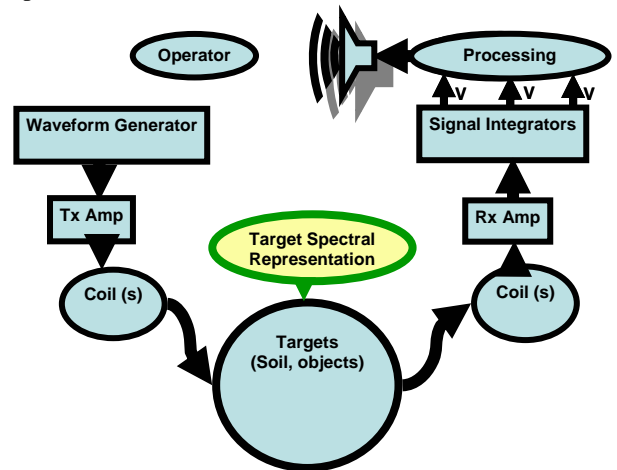 Operator
Processing
v
v
v
Waveform Generator
Signal Integrators
Tx Amp
Rx Amp
Target Spectral
Representation
Coil (s)
Coil (s)
Targets
(Soil, objects)